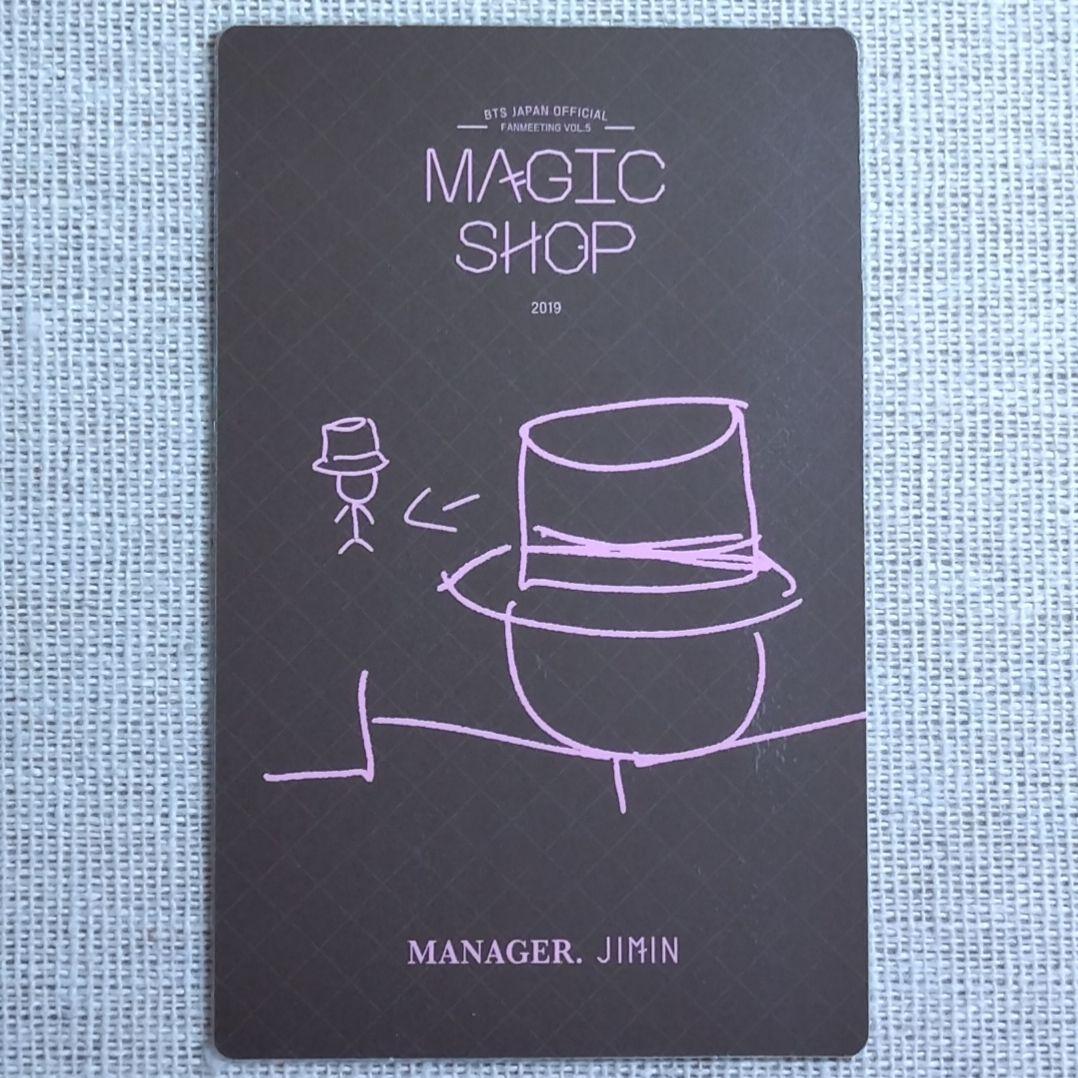 BTS JAPAN OFFICIAL
FANMEETING VOL.5
MAGIC
SHOP
2019
MANAGER. JIMIN